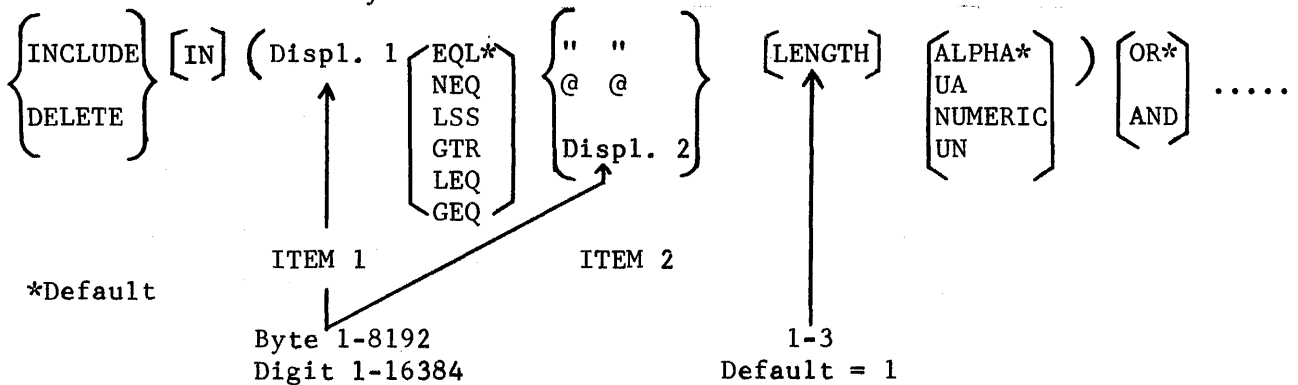 INCLUDE [IN] ( Displ. 1 EQL* " " [LENGTH] ALPHA* ) OR*
NEQ @ @ UA
DELETE LSS NUMERIC AND .....
GTR Displ. 2 UN
LEQ
GEQ
ITEM 1 ITEM 2
*Default
Byte 1-8192 1-3
Digit 1-16384 Default = 1